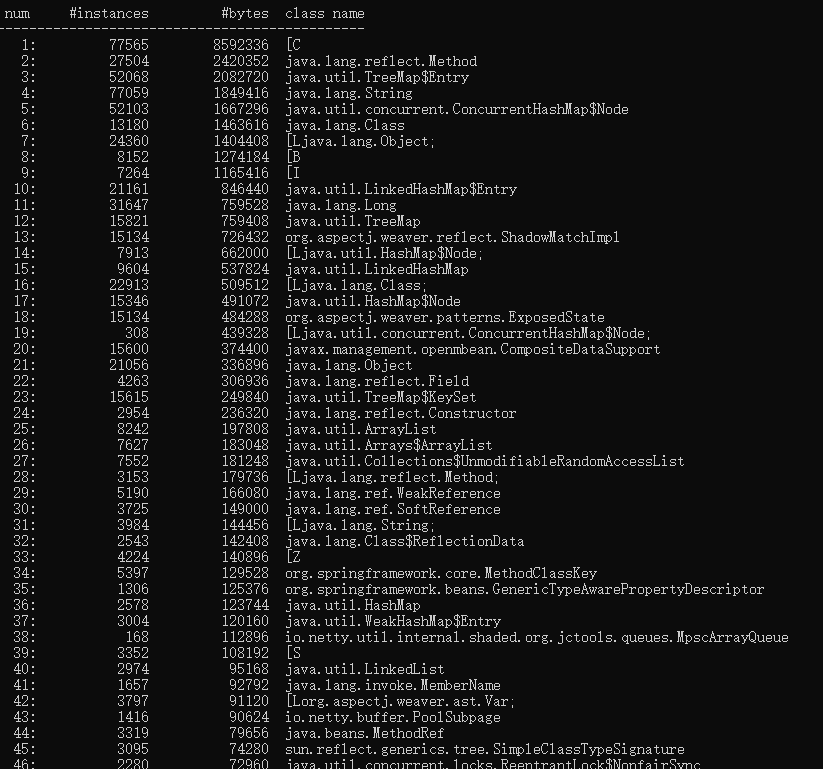 num     #instances         #bytes  class name
----------------------------------------------
   1:         77565        8592336  [C
   2:         27504        2420352  java.lang.reflect.Method
   3:         52068        2082720  java.util.TreeMap$Entry
   4:         77059        1849416  java.lang.String
   5:         52103        1667296  java.util.concurrent.ConcurrentHashMap$Node
   6:         13180        1463616  java.lang.Class
   7:         24360        1404408  [Ljava.lang.Object;
   8:          8152        1274184  [B
   9:          7264        1165416  [I
  10:         21161         846440  java.util.LinkedHashMap$Entry
  11:         31647         759528  java.lang.Long
  12:         15821         759408  java.util.TreeMap
  13:         15134         726432  org.aspectj.weaver.reflect.ShadowMatchImpl
  14:          7913         662000  [Ljava.util.HashMap$Node;
  15:          9604         537824  java.util.LinkedHashMap
  16:         22913         509512  [Ljava.lang.Class;
  17:         15346         491072  java.util.HashMap$Node
  18:         15134         484288  org.aspectj.weaver.patterns.ExposedState
  19:           308         439328  [Ljava.util.concurrent.ConcurrentHashMap$Node;
  20:         15600         374400  javax.management.openmbean.CompositeDataSupport
  21:         21056         336896  java.lang.Object
  22:          4263         306936  java.lang.reflect.Field
  23:         15615         249840  java.util.TreeMap$KeySet
  24:          2954         236320  java.lang.reflect.Constructor
  25:          8242         197808  java.util.ArrayList
  26:          7627         183048  java.util.Arrays$ArrayList
  27:          7552         181248  java.util.Collections$UnmodifiableRandomAccessList
  28:          3153         179736  [Ljava.lang.reflect.Method;
  29:          5190         166080  java.lang.ref.WeakReference
  30:          3725         149000  java.lang.ref.SoftReference
  31:          3984         144456  [Ljava.lang.String;
  32:          2543         142408  java.lang.Class$ReflectionData
  33:          4224         140896  [Z
  34:          5397         129528  org.springframework.core.MethodClassKey
  35:          1306         125376  org.springframework.beans.GenericTypeAwarePropertyDescriptor
  36:          2578         123744  java.util.HashMap
  37:          3004         120160  java.util.WeakHashMap$Entry
  38:           168         112896  io.netty.util.internal.shaded.org.jctools.queues.MpscArrayQueue
  39:          3352         108192  [S
  40:          2974          95168  java.util.LinkedList
  41:          1657          92792  java.lang.invoke.MemberName
  42:          3797          91120  [Lorg.aspectj.weaver.ast.Var;
  43:          1416          90624  io.netty.buffer.PoolSubpage
  44:          3319          79656  java.beans.MethodRef
  45:          3095          74280  sun.reflect.generics.tree.SimpleClassTypeSignature
  46:          2280          72960  java.util.concurrent.locks.ReentrantLock$NonfairSync